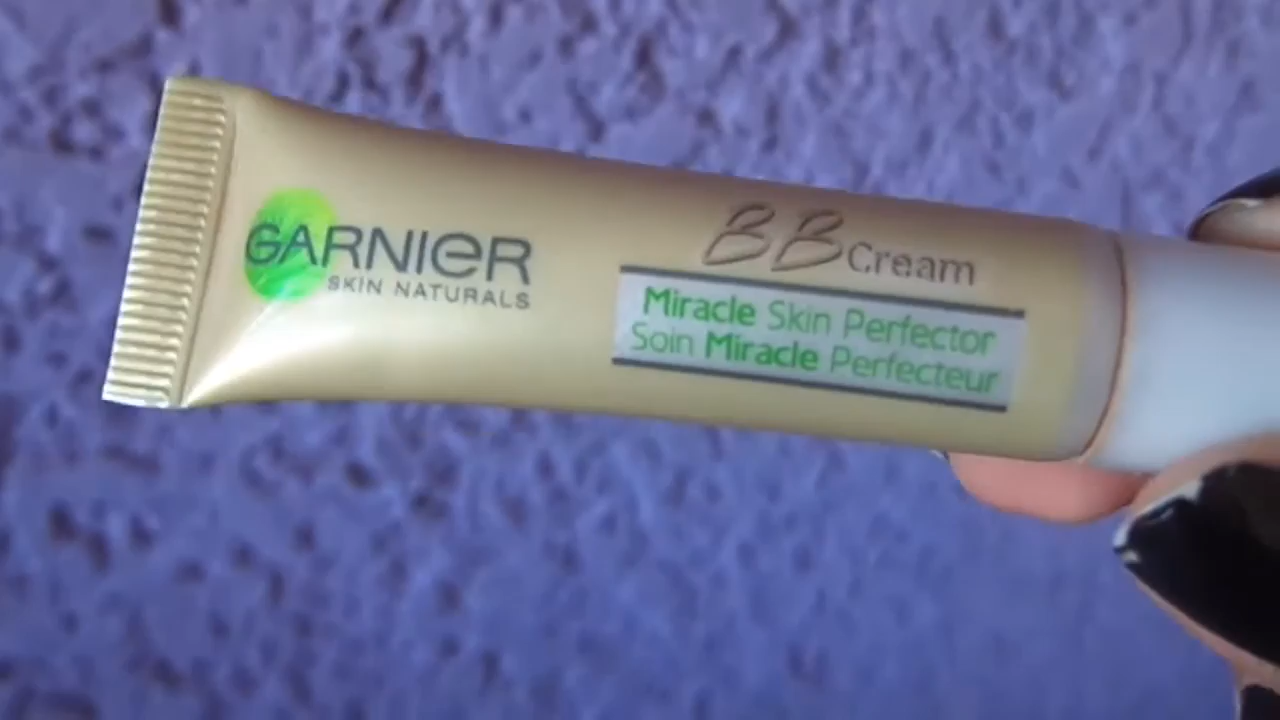 GARNIER
SKIN NATURALS
BB Cream
Miracle Skin Perfector
Soin Miracle Perfecteur